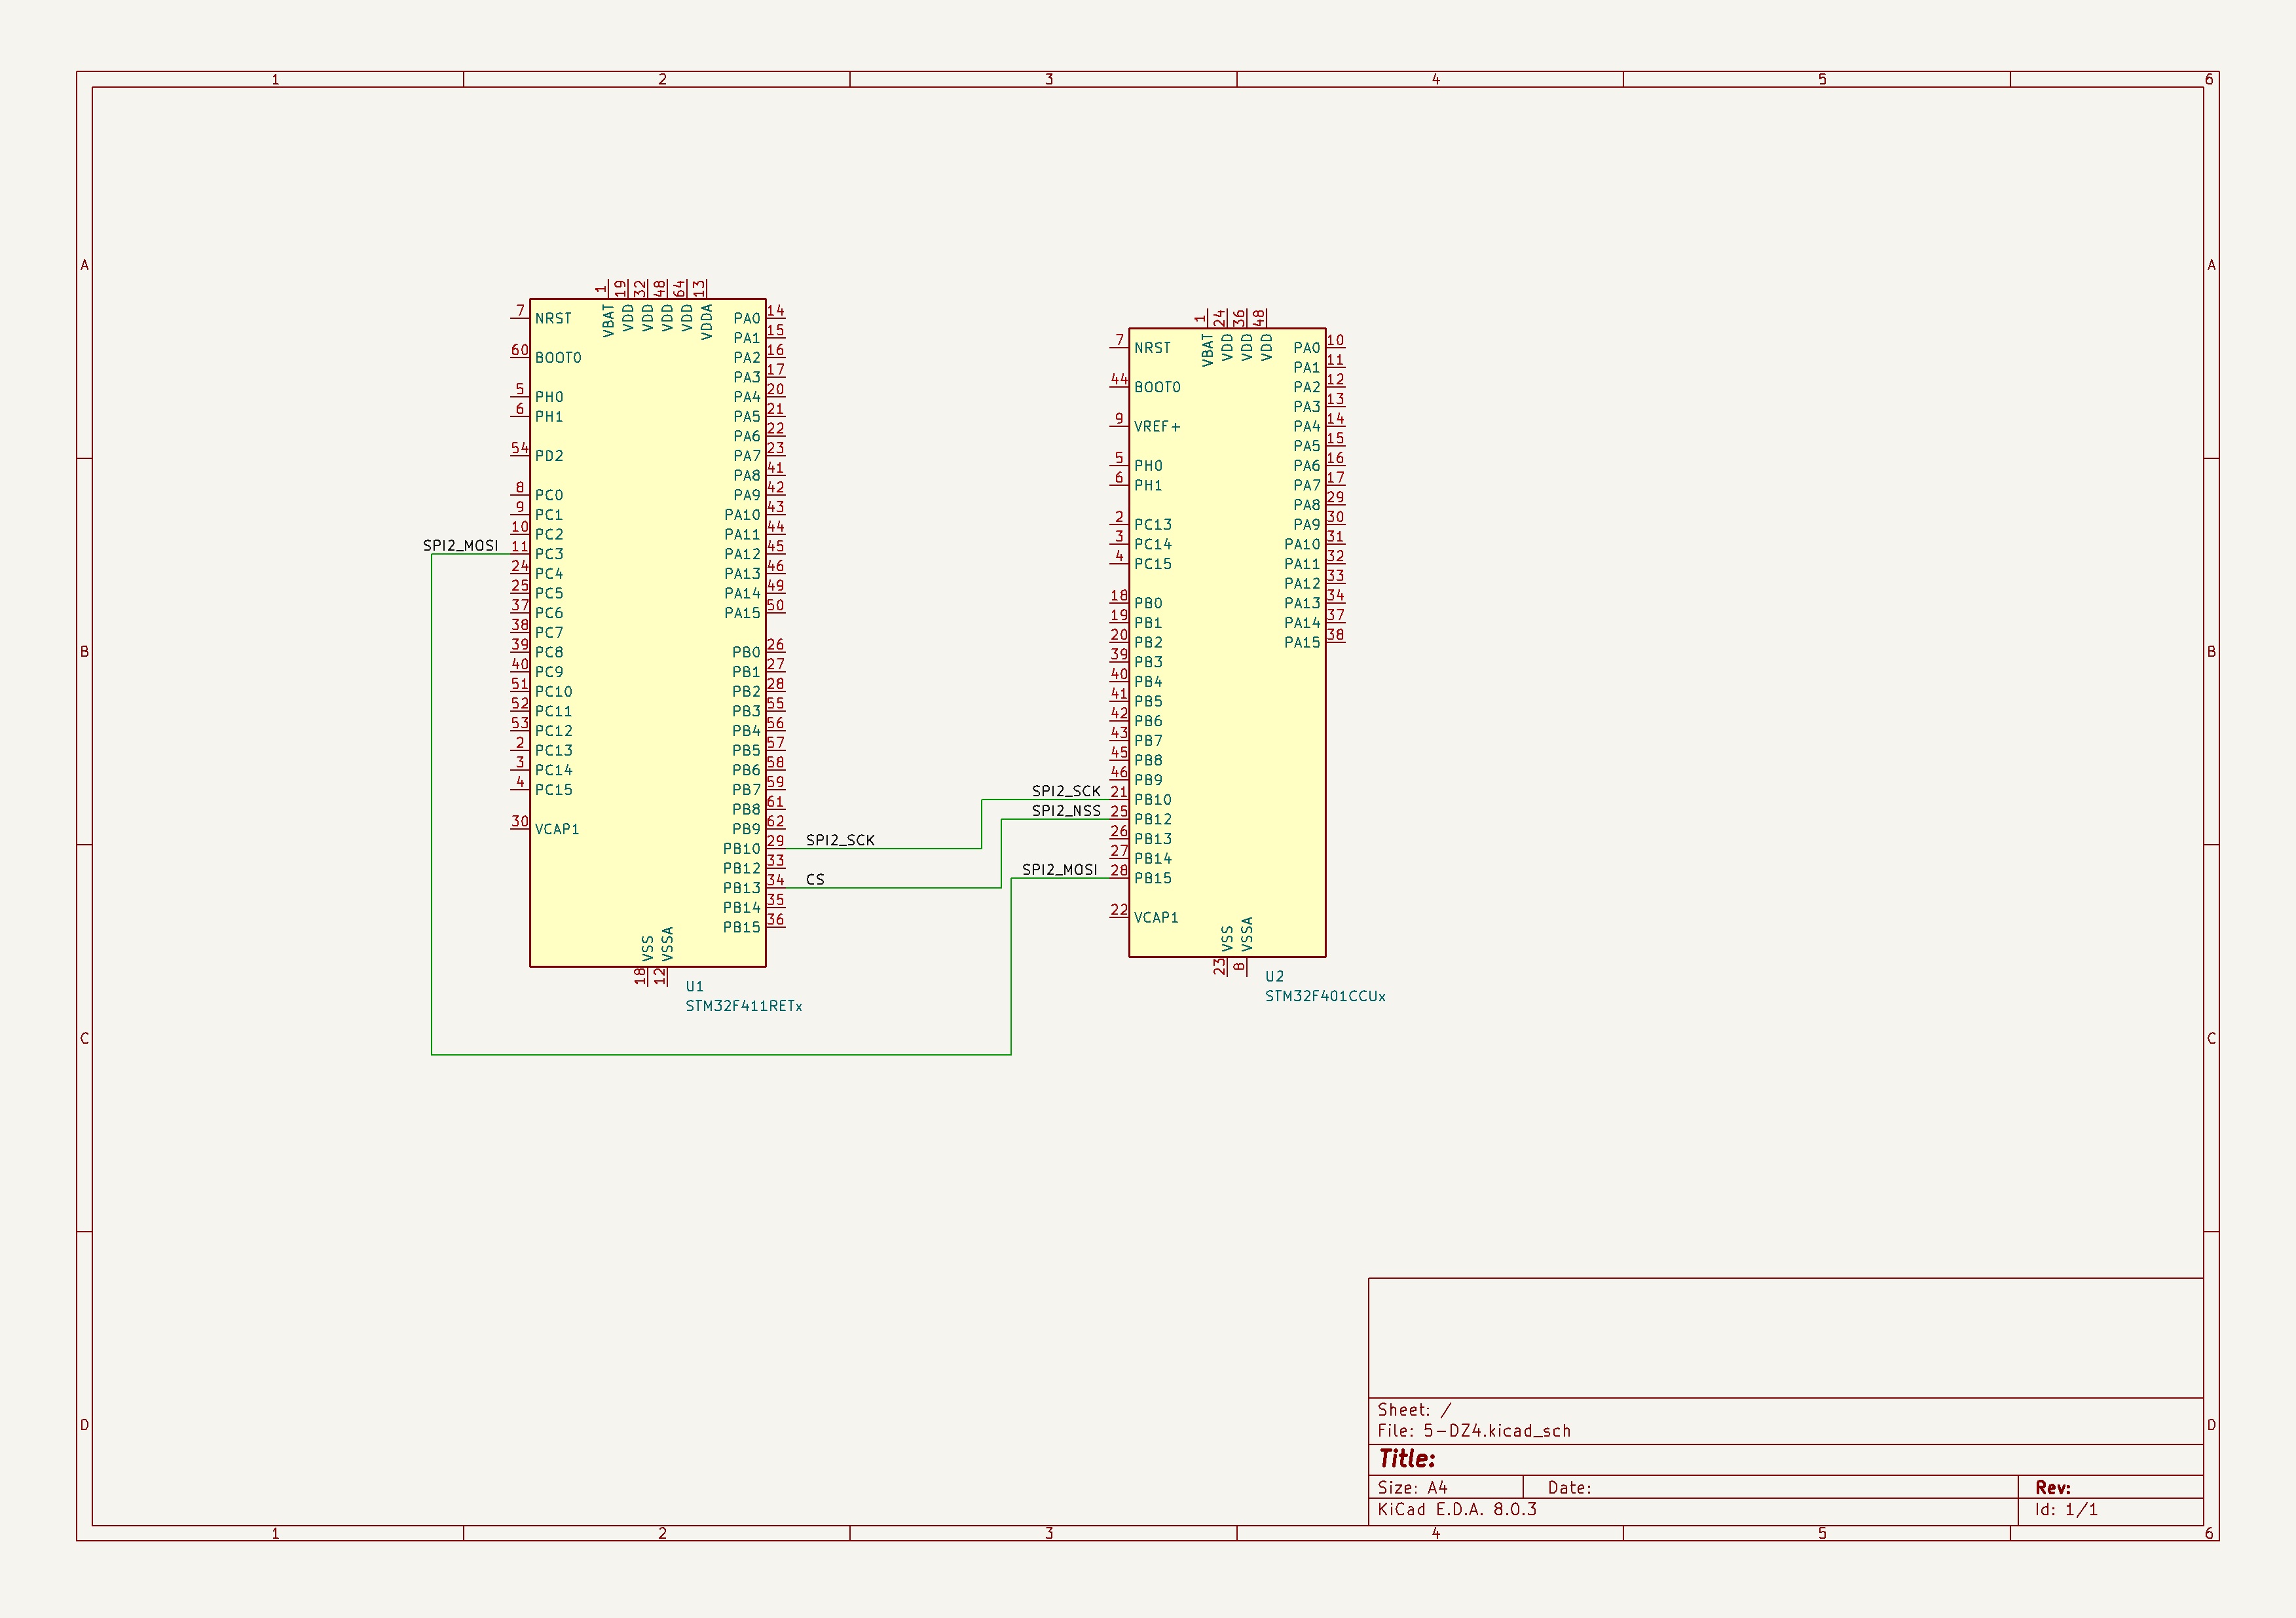 1 2 3 4 5 6
A A
B B
C C
D D
1 19 32 48 64 13
VBAT VDD VDD VDD VDD VDDA
7 NRST
60 BOOT0
5 PH0
6 PH1
54 PD2
8 PC0
9 PC1
10 PC2
SPI2_MOSI 11 PC3
24 PC4
25 PC5
37 PC6
38 PC7
39 PC8
40 PC9
51 PC10
52 PC11
53 PC12
2 PC13
3 PC14
4 PC15
30 VCAP1
PA0 14
PA1 15
PA2 16
PA3 17
PA4 20
PA5 21
PA6 22
PA7 23
PA8 41
PA9 42
PA10 43
PA11 44
PA12 45
PA13 46
PA14 49
PA15 50
PB0 26
PB1 27
PB2 28
PB3 55
PB4 56
PB5 57
PB6 58
PB7 59
PB8 61
PB9 62
PB10 29 SPI2_SCK
PB12 33
PB13 34 CS
PB14 35
PB15 36
VSS VSSA
18 12
U1
STM32F411RETx
1 24 36 48
VBAT VDD VDD VDD
7 NRST
44 BOOT0
9 VREF+
5 PH0
6 PH1
2 PC13
3 PC14
4 PC15
18 PB0
19 PB1
20 PB2
39 PB3
40 PB4
41 PB5
42 PB6
43 PB7
45 PB8
46 PB9
SPI2_SCK 21 PB10
SPI2_NSS 25 PB12
26 PB13
27 PB14
SPI2_MOSI 28 PB15
22 VCAP1
PA0 10
PA1 11
PA2 12
PA3 13
PA4 14
PA5 15
PA6 16
PA7 17
PA8 29
PA9 30
PA10 31
PA11 32
PA12 33
PA13 34
PA14 37
PA15 38
VSS VSSA
23 8
U2
STM32F401CCUx
Sheet: /
File: 5-DZ4.kicad_sch
Title:
Size: A4 Date: Rev:
KiCad E.D.A. 8.0.3 Id: 1/1
1 2 3 4 5 6